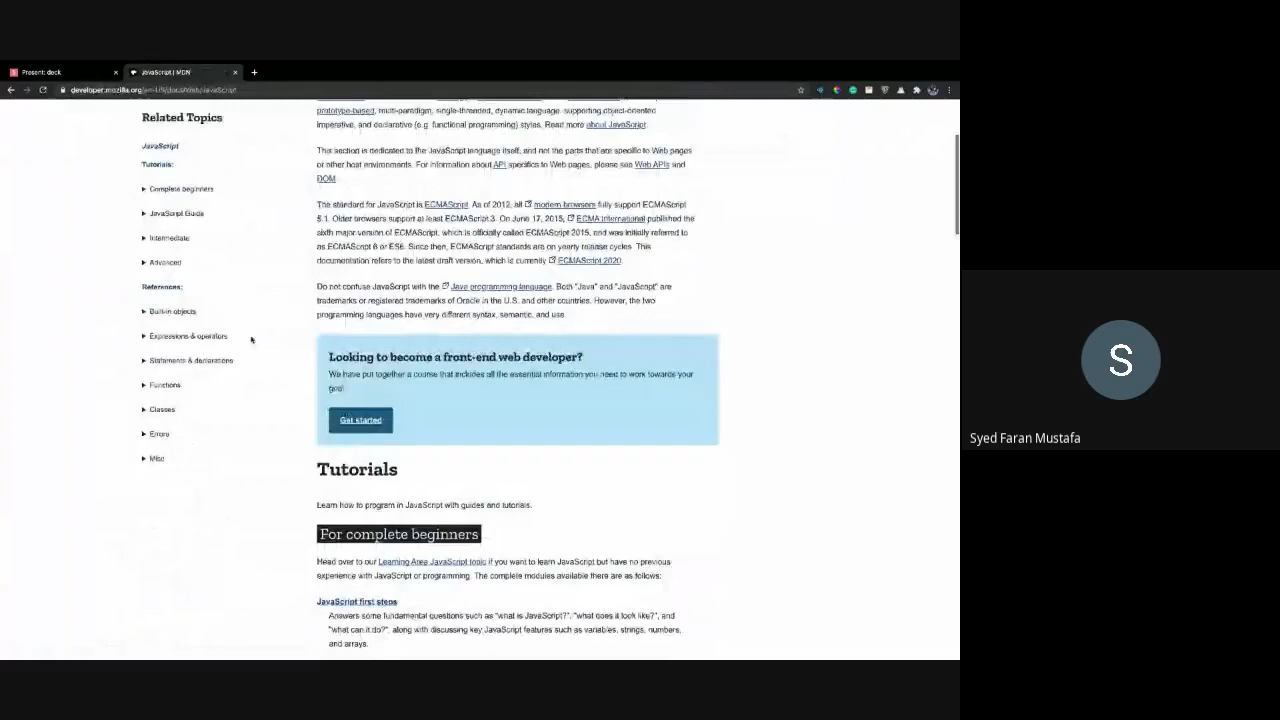 Present: deck
JavaScript | MDN
developer.mozilla.org/en-US/docs/Web/JavaScript
Related Topics
JavaScript
Tutorials:
Complete beginners
JavaScript Guide
Intermediate
Advanced
References:
Built-in objects
Expressions & operators
Statements & declarations
Functions
Classes
Errors
Misc
prototype-based, multi-paradigm, single-threaded, dynamic language, supporting object-oriented
imperative, and declarative (e.g. functional programming) styles. Read more about JavaScript.
This section is dedicated to the JavaScript language itself, and not the parts that are specific to Web pages
or other host environments. For information about API specifics to Web pages, please see Web APIs and
DOM
The standard for JavaScript is ECMAScript. As of 2012, all modern browsers fully support ECMAScript
5.1. Older browsers support at least ECMAScript 3. On June 17, 2015, ECMA International published the
sixth major version of ECMAScript, which is officially called ECMAScript 2015, and was initially referred to
as ECMAScript 6 or ES6. Since then, ECMAScript standards are on yearly release cycles. This
documentation refers to the latest draft version, which is currently ECMAScript 2020.
Do not confuse JavaScript with the Java programming language. Both "Java" and "JavaScript" are
trademarks or registered trademarks of Oracle in the U.S. and other countries. However, the two
programming languages have very different syntax, semantic, and use.
Looking to become a front-end web developer?
We have put together a course that includes all the essential information you need to work towards your
goal
Get started
Tutorials
Learn how to program in JavaScript with guides and tutorials.
For complete beginners
Head over to our Learning Area JavaScript topic if you want to learn JavaScript but have no previous
experience with JavaScript or programming. The complete modules available there are as follows:
JavaScript first steps
Answers some fundamental questions such as "what is JavaScript?", "what does it look like?", and
"what can it do?", along with discussing key JavaScript features such as variables, strings, numbers,
and arrays.
S
Syed Faran Mustafa